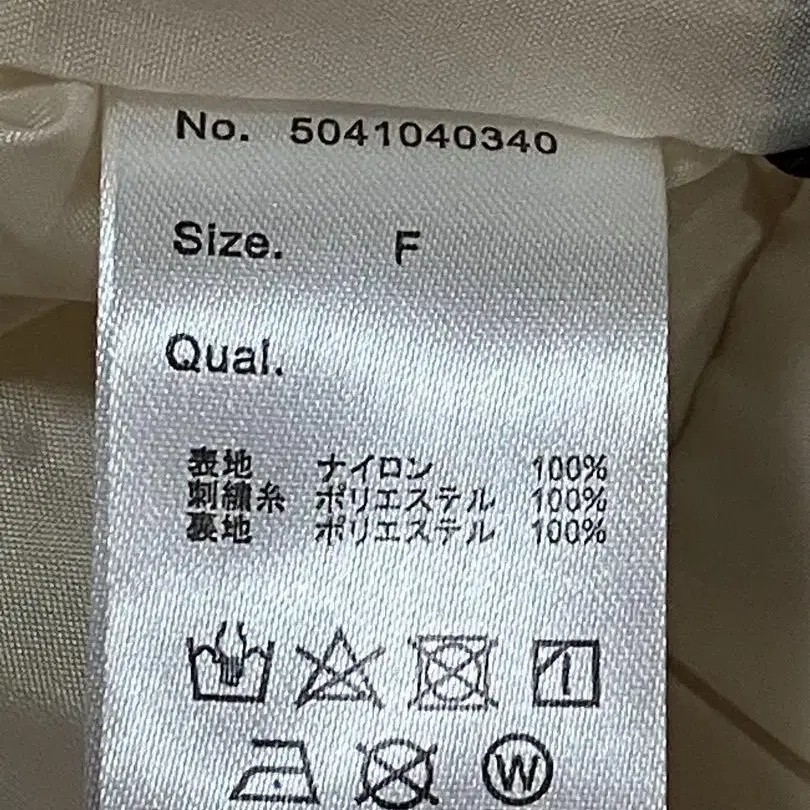 No. 5041040340
Size. F
Qual.
表地 ナイロン 100%
刺繍糸 ポリエステル 100%
裏地 ポリエステル 100%
W